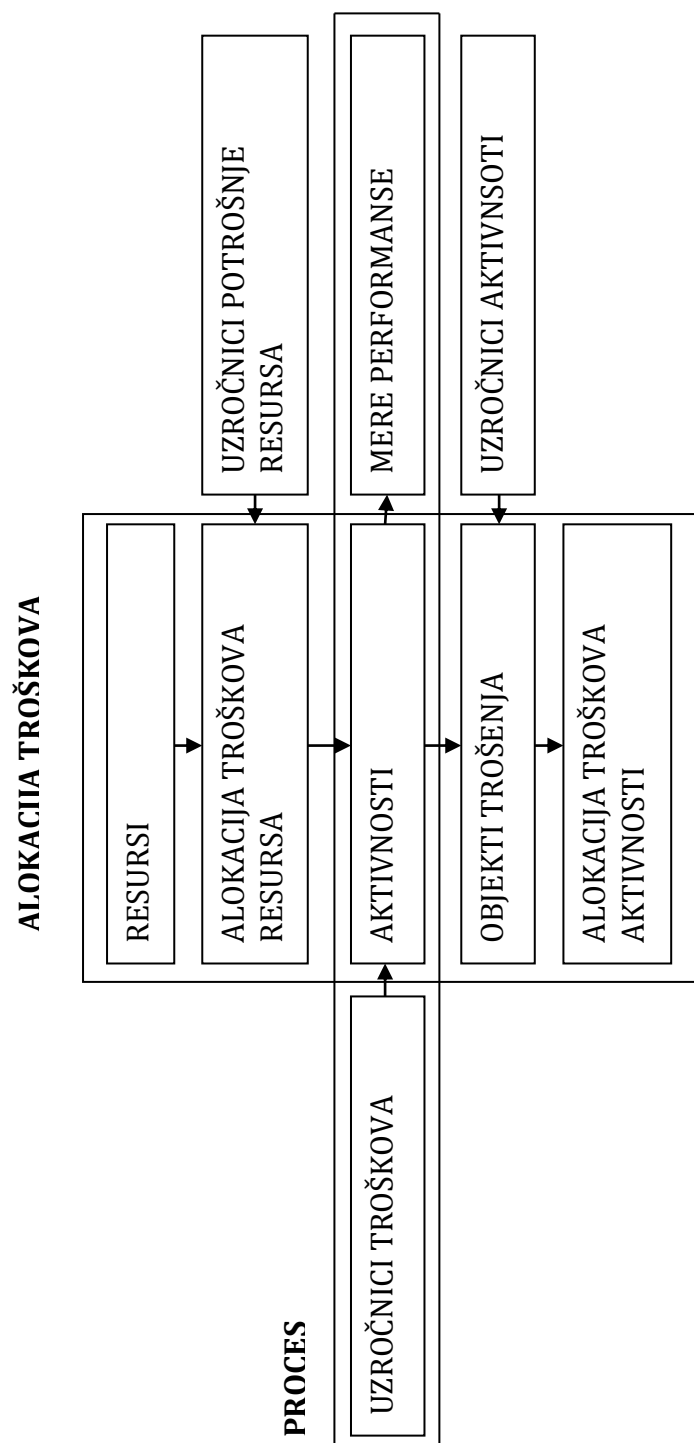 ALOKACIJA TROŠKOVA
RESURSI
ALOKACIJA TROŠKOVA
RESURSA
UZROČNICI POTROŠNJE
RESURSA
PROCES
UZROČNICI TROŠKOVA
AKTIVNOSTI
MERE PERFORMANSE
OBJEKTI TROŠENJA
UZROČNICI AKTIVNSOTI
ALOKACIJA TROŠKOVA
AKTIVNOSTI